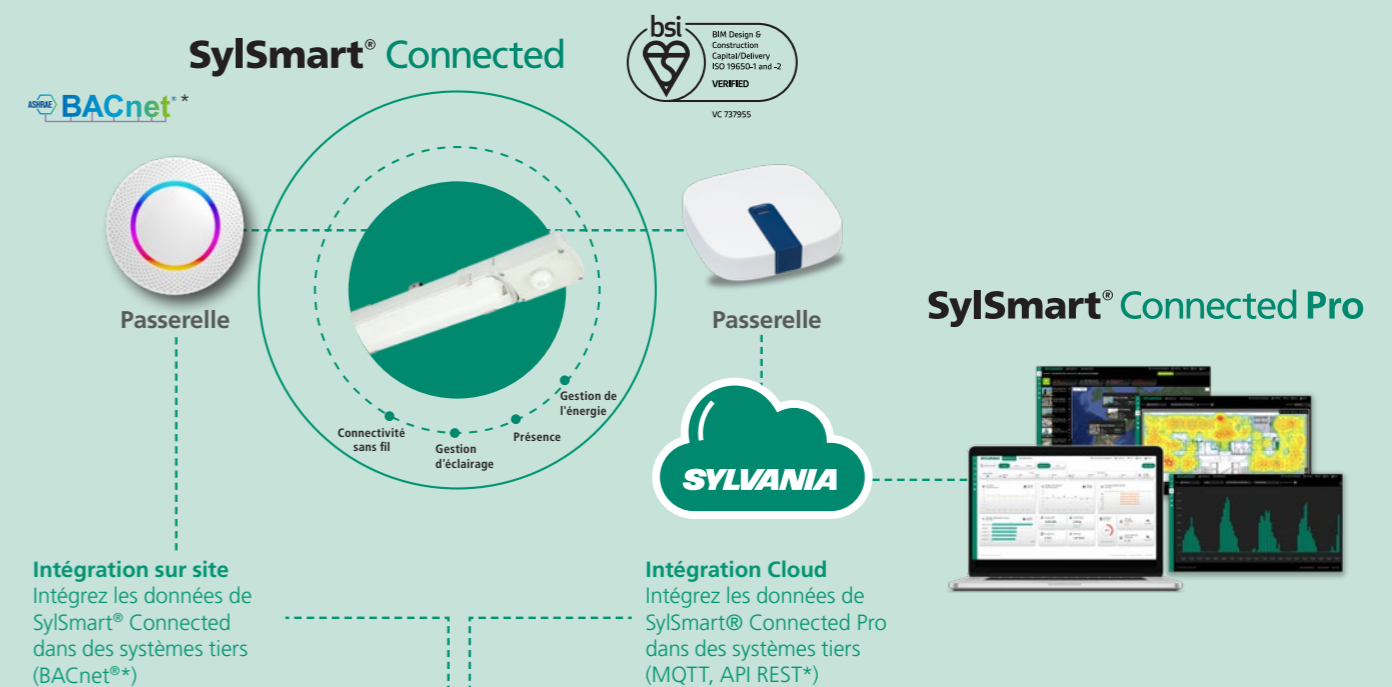 SylSmart® Connected
bsi
BIM Design &
Construction
Capital/Delivery
ISO 19650-1 and -2
VERIFIED
VC 737955
ASHRAE BACnet®*
Passerelle
Passerelle
Gestion de
l'énergie
Présence
Connectivité
sans fil
Gestion
d'éclairage
SYLVANIA
SylSmart® Connected Pro
Intégration sur site
Intégrez les données de
SylSmart® Connected
dans des systèmes tiers
(BACnet®*)
Intégration Cloud
Intégrez les données de
SylSmart® Connected Pro
dans des systèmes tiers
(MQTT, API REST*)